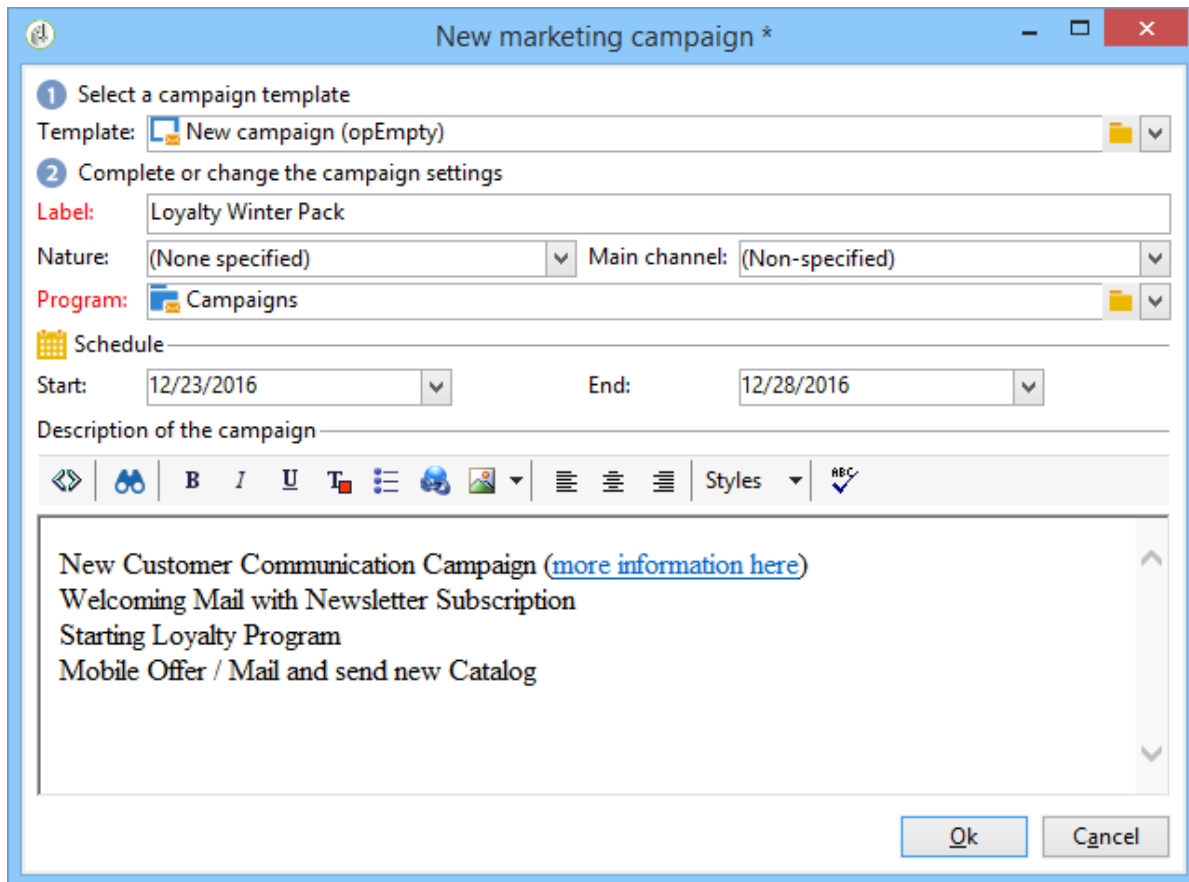 New marketing campaign *
1 Select a campaign template
Template: New campaign (opEmpty)
2 Complete or change the campaign settings
Label: Loyalty Winter Pack
Nature: (None specified) Main channel: (Non-specified)
Program: Campaigns
Schedule
Start: 12/23/2016 End: 12/28/2016
Description of the campaign
B I U T Styles ABC
New Customer Communication Campaign (more information here)
Welcoming Mail with Newsletter Subscription
Starting Loyalty Program
Mobile Offer / Mail and send new Catalog
Ok Cancel